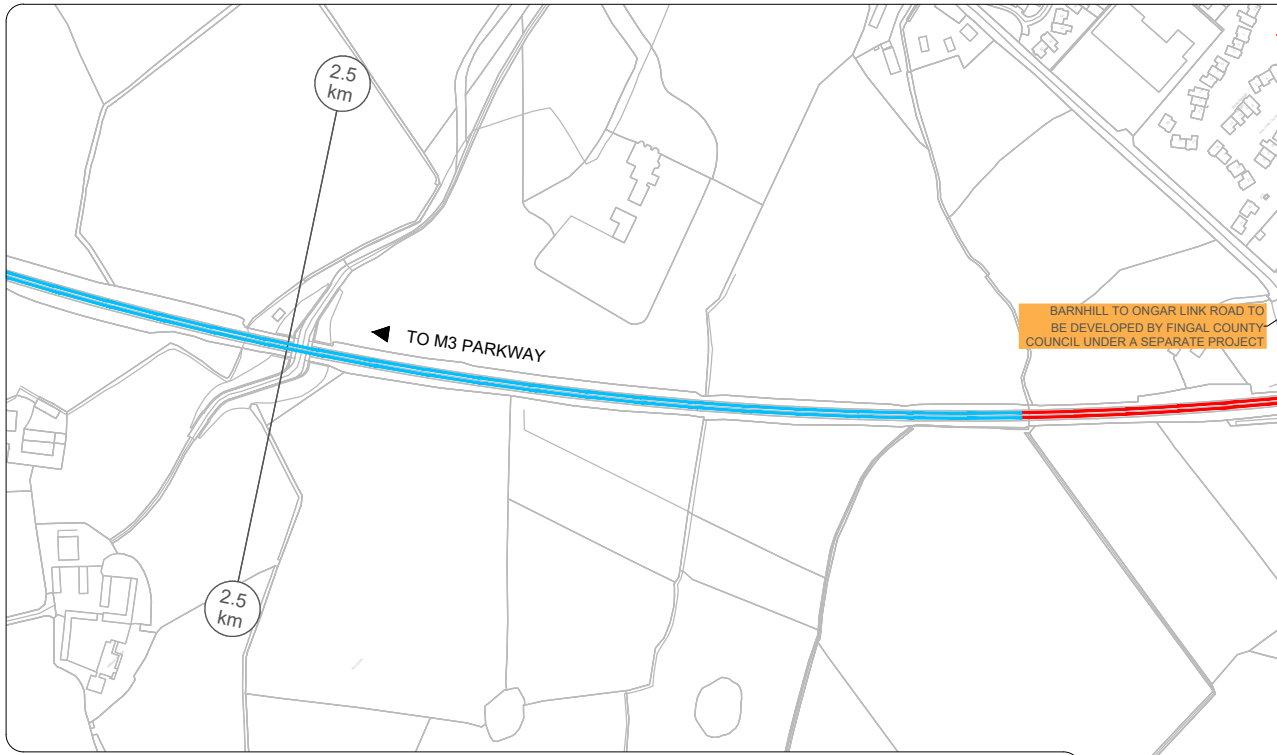 2.5
km
BARNHILL TO ONGAR LINK ROAD TO
BE DEVELOPED BY FINGAL COUNTY
COUNCIL UNDER A SEPARATE PROJECT
TO M3 PARKWAY
2.5
km